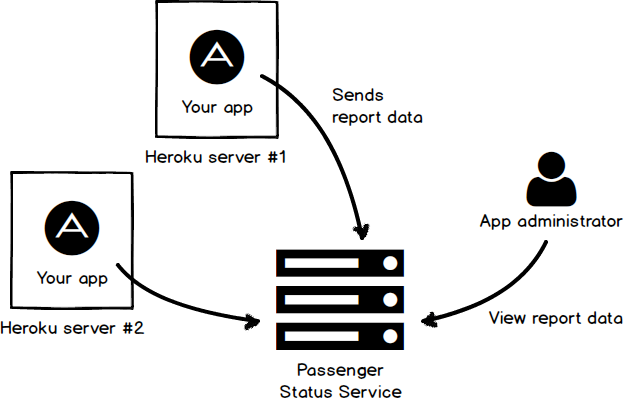 Your app
Heroku server #1
Sends
report data
Your app
Heroku server #2
App administrator
View report data
Passenger
Status Service